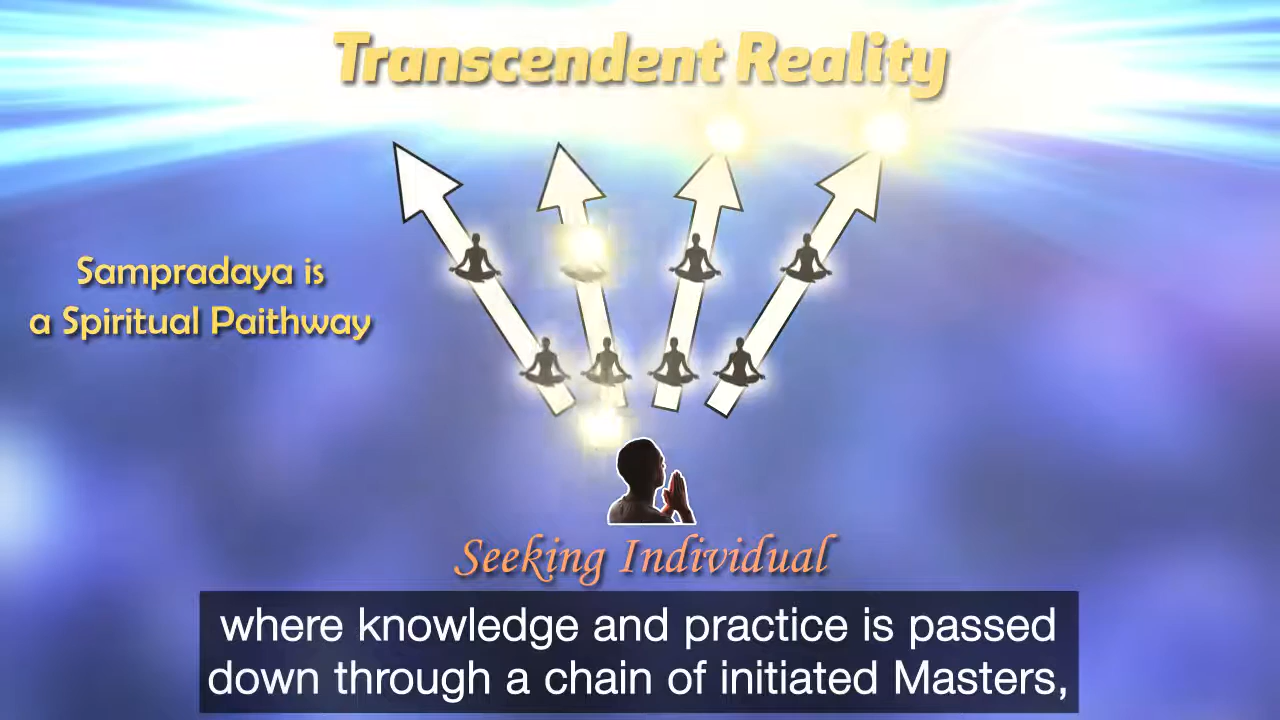 Transcendent Reality
Sampradaya is
a Spiritual Paithway
Seeking Individual
where knowledge and practice is passed
down through a chain of initiated Masters,